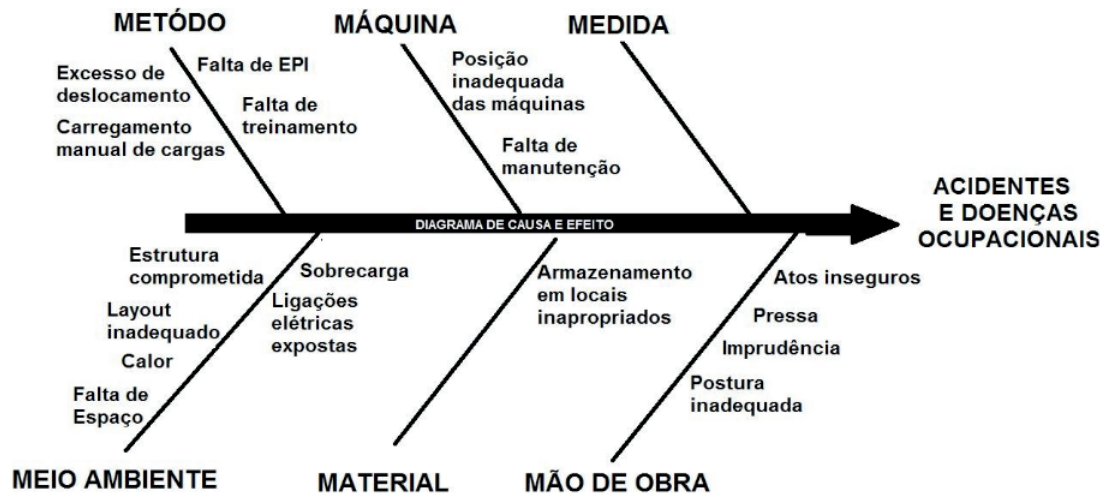 METÓDO
MÁQUINA
MEDIDA
Excesso de
deslocamento
Carregamento
manual de cargas
Falta de EPI
Falta de
treinamento
Posição
inadequada
das máquinas
Falta de
manutenção
DIAGRAMA DE CAUSA E EFEITO
ACIDENTES
E DOENÇAS
OCUPACIONAIS
Estrutura
comprometida
Layout
inadequado
Calor
Falta de
Espaço
Sobrecarga
Ligações
elétricas
expostas
Armazenamento
em locais
inapropriados
Atos inseguros
Pressa
Imprudência
Postura
inadequada
MEIO AMBIENTE
MATERIAL
MÃO DE OBRA